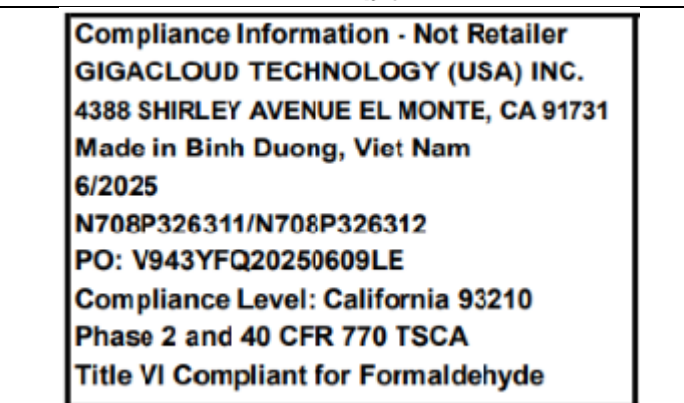 Compliance Information - Not Retailer
GIGACLOUD TECHNOLOGY (USA) INC.
4388 SHIRLEY AVENUE EL MONTE, CA 91731
Made in Binh Duong, Viet Nam
6/2025
N708P326311/N708P326312
PO: V943YFQ20250609LE
Compliance Level: California 93210
Phase 2 and 40 CFR 770 TSCA
Title VI Compliant for Formaldehyde